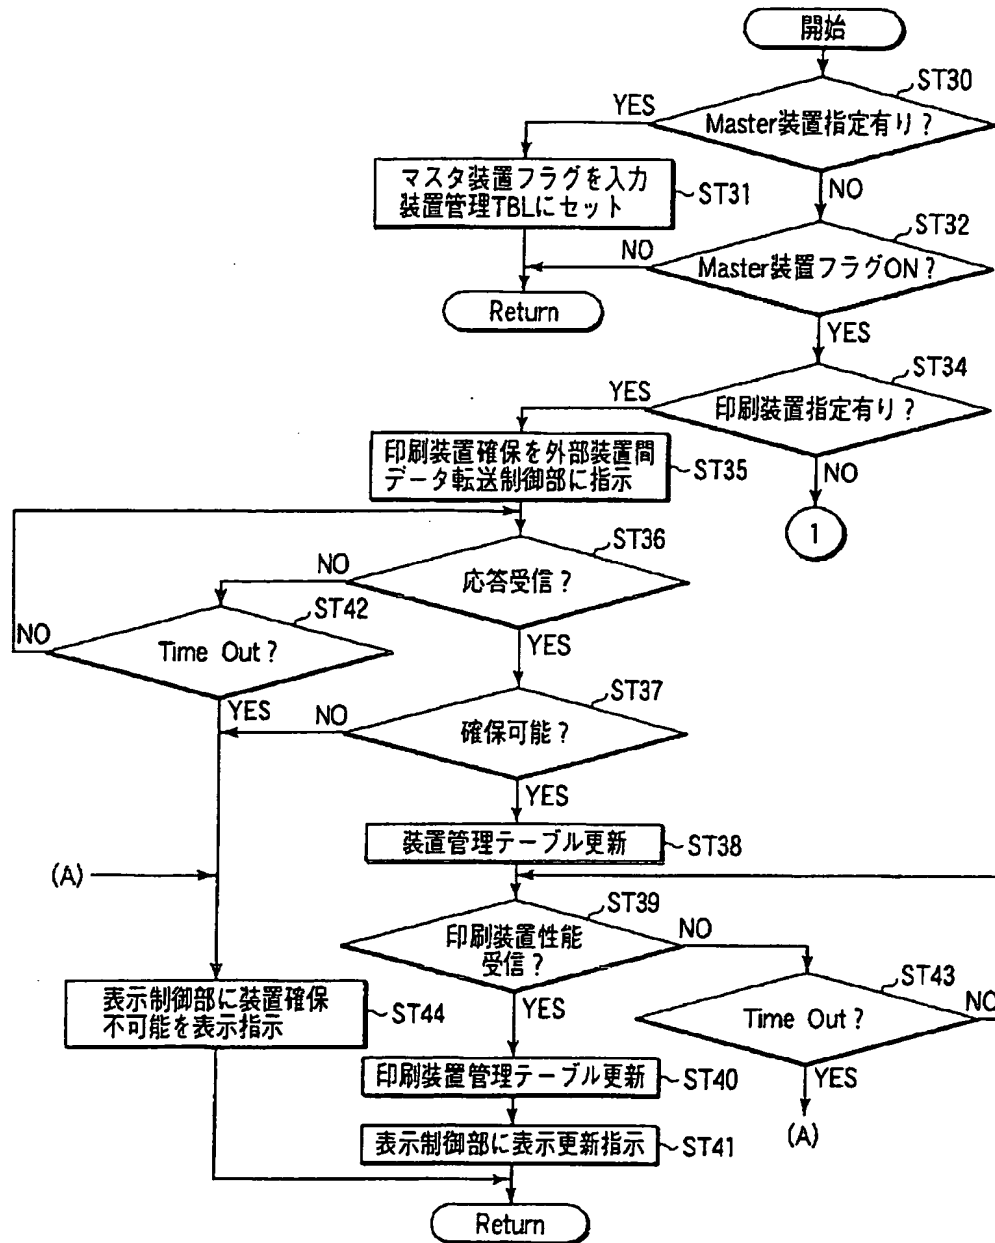 開始
ST30
YES
Master装置指定有り?
マスタ装置フラグを入力
装置管理TBLにセット
ST31
NO
ST32
NO
Master装置フラグON?
Return
YES
ST34
YES
印刷装置指定有り?
印刷装置確保を外部装置間
データ転送制御部に指示
ST35
NO
1
ST36
NO
応答受信?
ST42
NO
Time Out?
YES
ST37
YES
NO
確保可能?
YES
装置管理テーブル更新
ST38
(A)
ST39
NO
印刷装置性能
受信?
ST43
表示制御部に装置確保
不可能を表示指示
ST44
YES
Time Out?
NO
印刷装置管理テーブル更新
ST40
YES
(A)
表示制御部に表示更新指示
ST41
Return